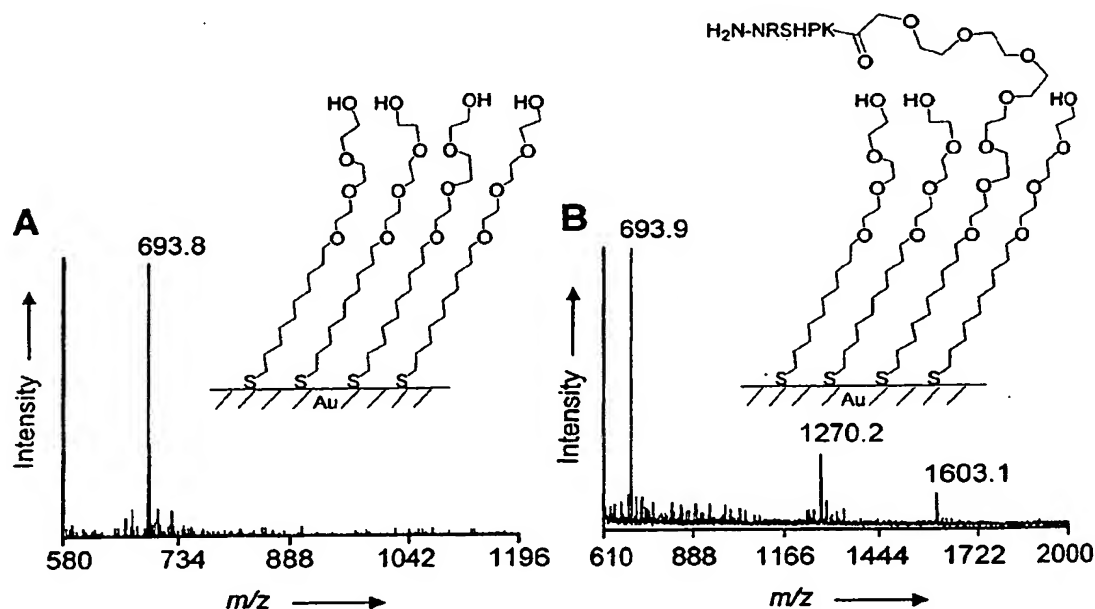 A
HO HO OH HO
O O O O
O O O O
O O O O
S S S S
Au
693.8
Intensity
580 734 888 1042 1196
m/z
B
H₂N-NRSHPK
O O O
O
O
HO HO HO
O O O O
O O O O
O O O O
S S S S
Au
693.9
1270.2
1603.1
Intensity
610 888 1166 1444 1722 2000
m/z